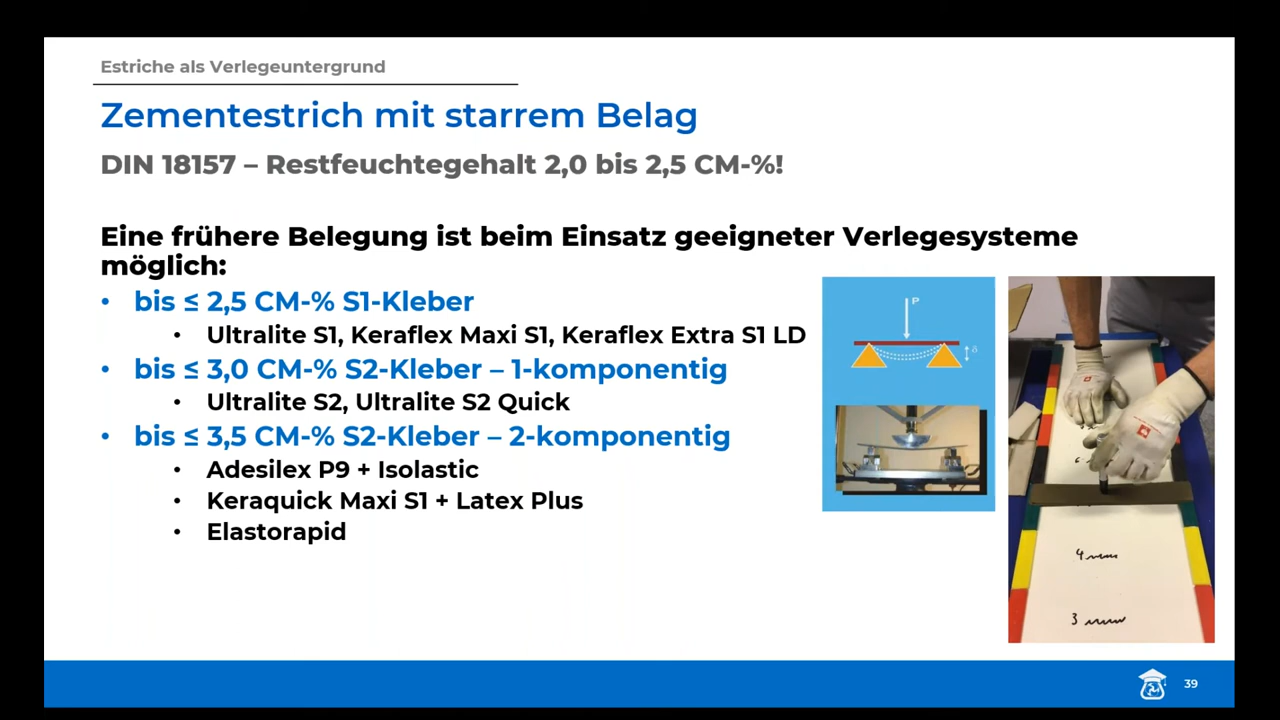 Estriche als Verlegeuntergrund
Zementestrich mit starrem Belag
DIN 18157 – Restfeuchtegehalt 2,0 bis 2,5 CM-%!
Eine frühere Belegung ist beim Einsatz geeigneter Verlegesysteme
möglich:
• bis ≤ 2,5 CM-% S1-Kleber
• Ultralite S1, Keraflex Maxi S1, Keraflex Extra S1 LD
• bis ≤ 3,0 CM-% S2-Kleber – 1-komponentig
• Ultralite S2, Ultralite S2 Quick
• bis ≤ 3,5 CM-% S2-Kleber – 2-komponentig
• Adesilex P9 + Isolastic
• Keraquick Maxi S1 + Latex Plus
• Elastorapid
P
δ
4 mm
3 mm
39